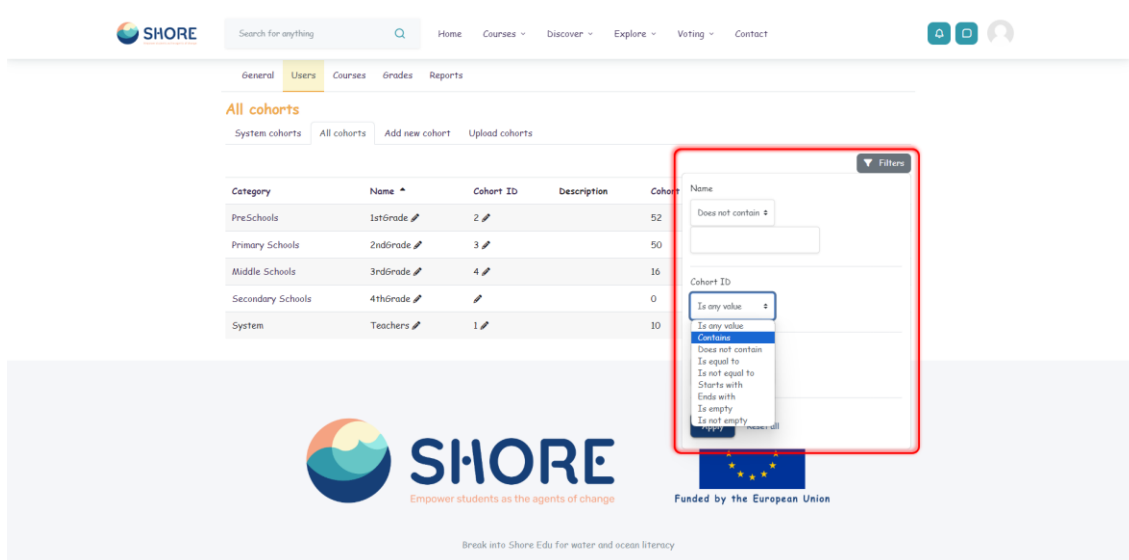 SHORE
Search for anything
Home Courses Discover Explore Voting Contact
General Users Courses Grades Reports
All cohorts
System cohorts All cohorts Add new cohort Upload cohorts
Filters
Category Name Cohort ID Description Cohort
PreSchools 1stGrade 2 52
Primary Schools 2ndGrade 3 50
Middle Schools 3rdGrade 4 16
Secondary Schools 4thGrade 0
System Teachers 1 10
Name
Does not contain
Cohort ID
Is any value
Is any value
Contains
Does not contain
Is equal to
Is not equal to
Starts with
Ends with
Is empty
Is not empty
Apply Reset all
SHORE
Empower students as the agents of change
Funded by the European Union
Break into Shore Edu for water and ocean literacy